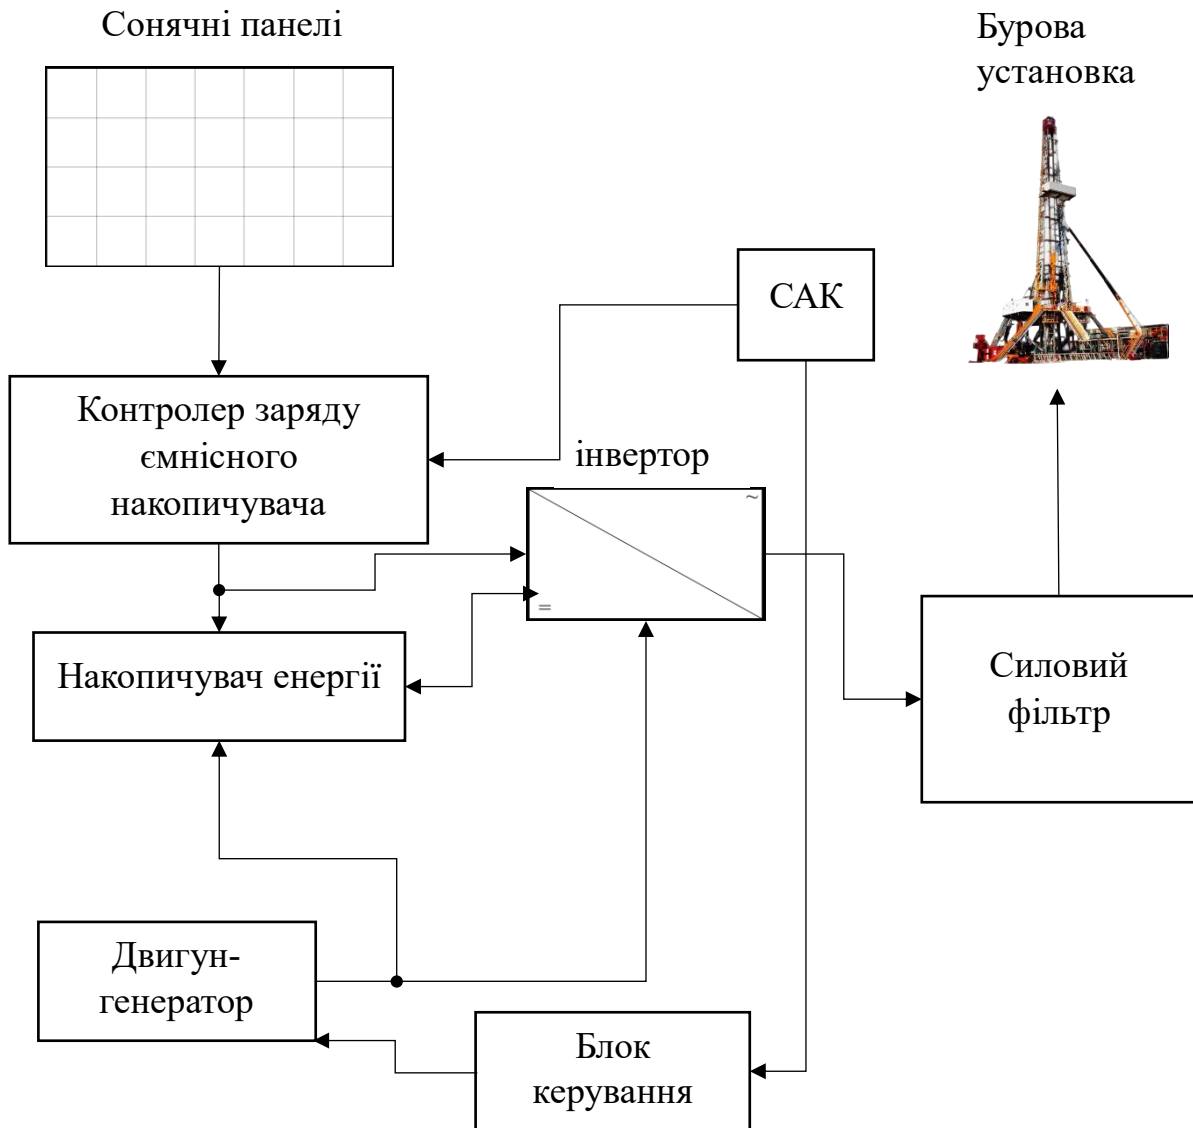 Сонячні панелі
Бурова
установка
САК
Контролер заряду
ємнісного
накопичувача
інвертор
~
=
Накопичувач енергії
Силовий
фільтр
Двигун-
генератор
Блок
керування